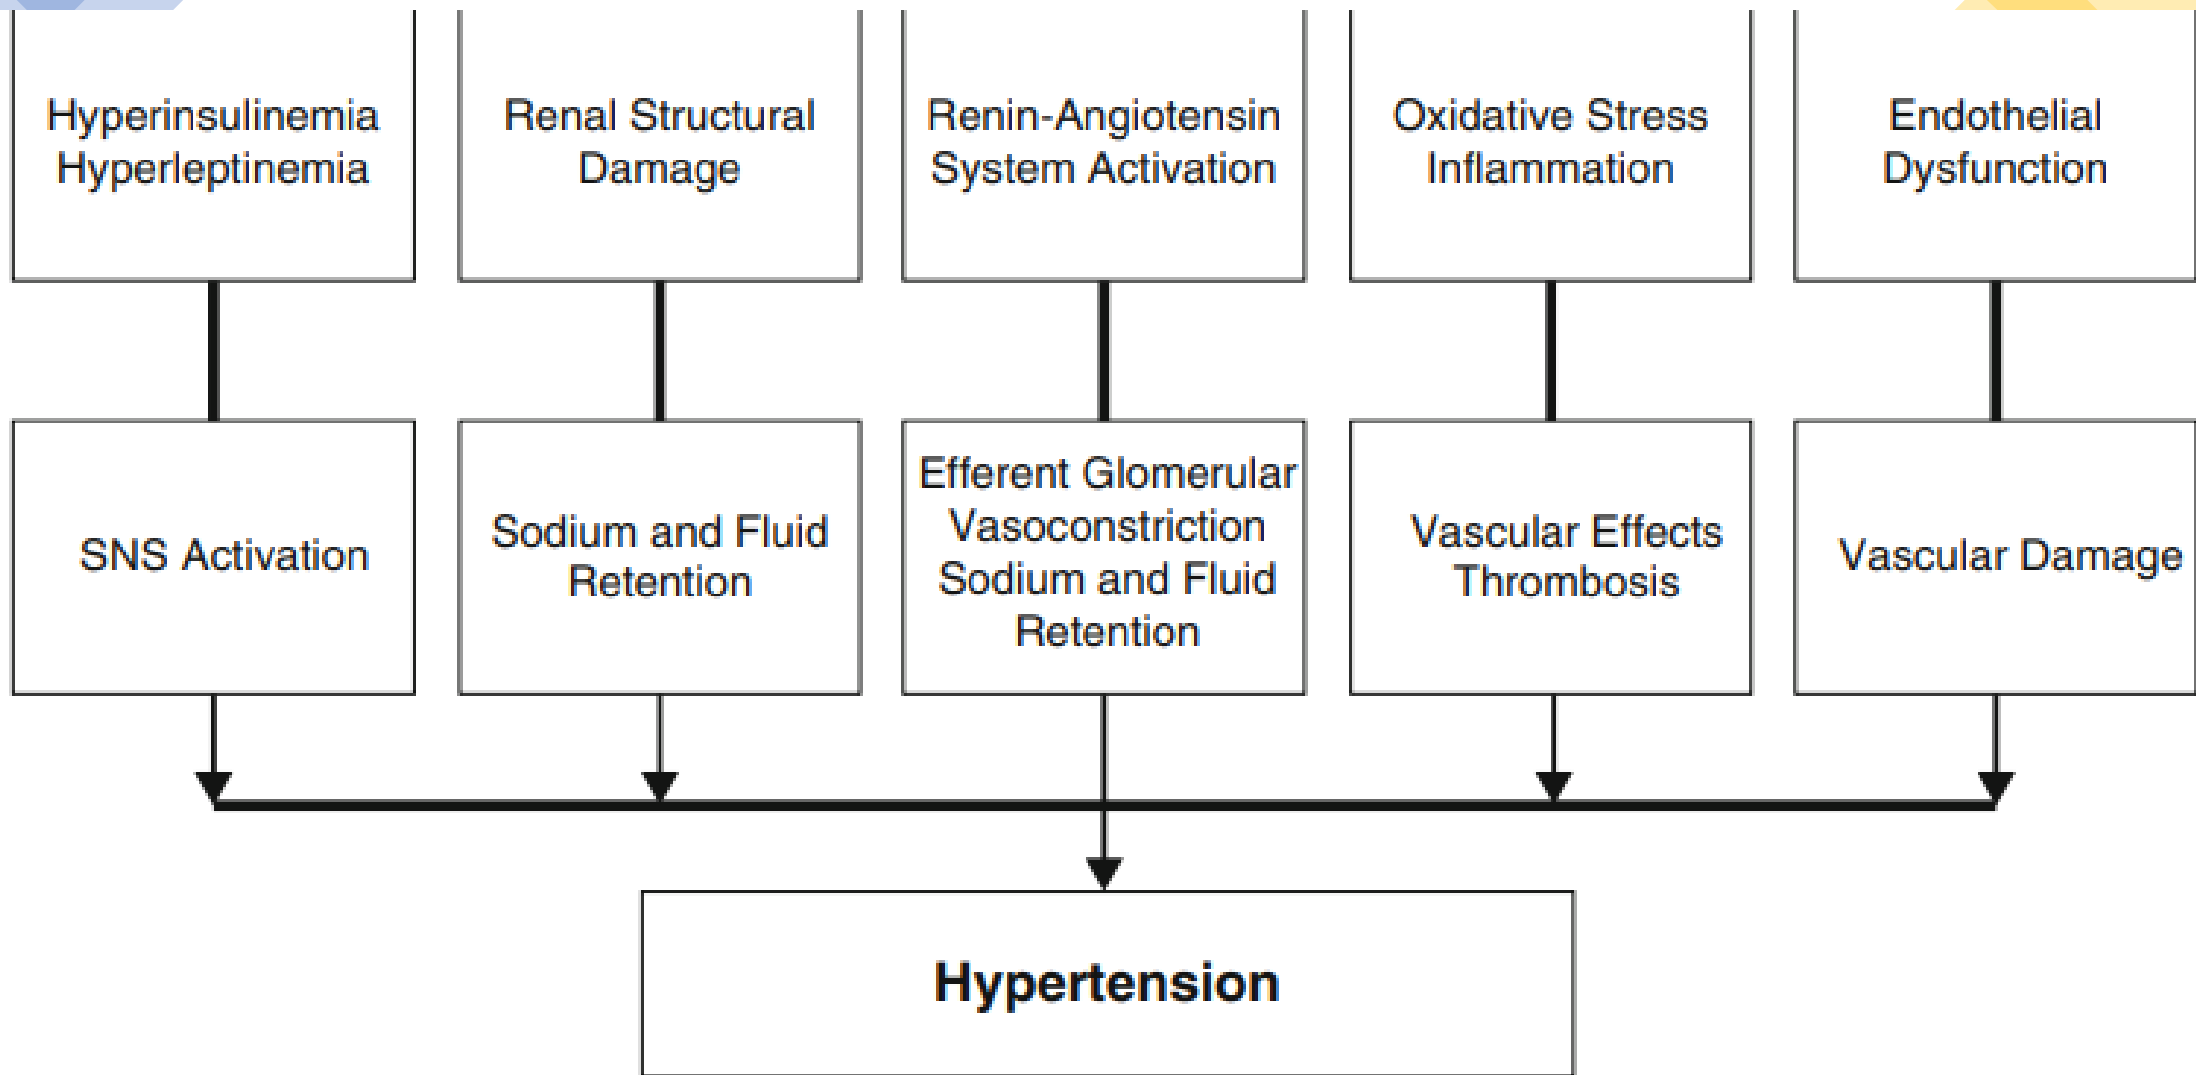 Hyperinsulinemia
Hyperleptinemia
Renal Structural
Damage
Renin-Angiotensin
System Activation
Oxidative Stress
Inflammation
Endothelial
Dysfunction
SNS Activation
Sodium and Fluid
Retention
Efferent Glomerular
Vasoconstriction
Sodium and Fluid
Retention
Vascular Effects
Thrombosis
Vascular Damage
Hypertension